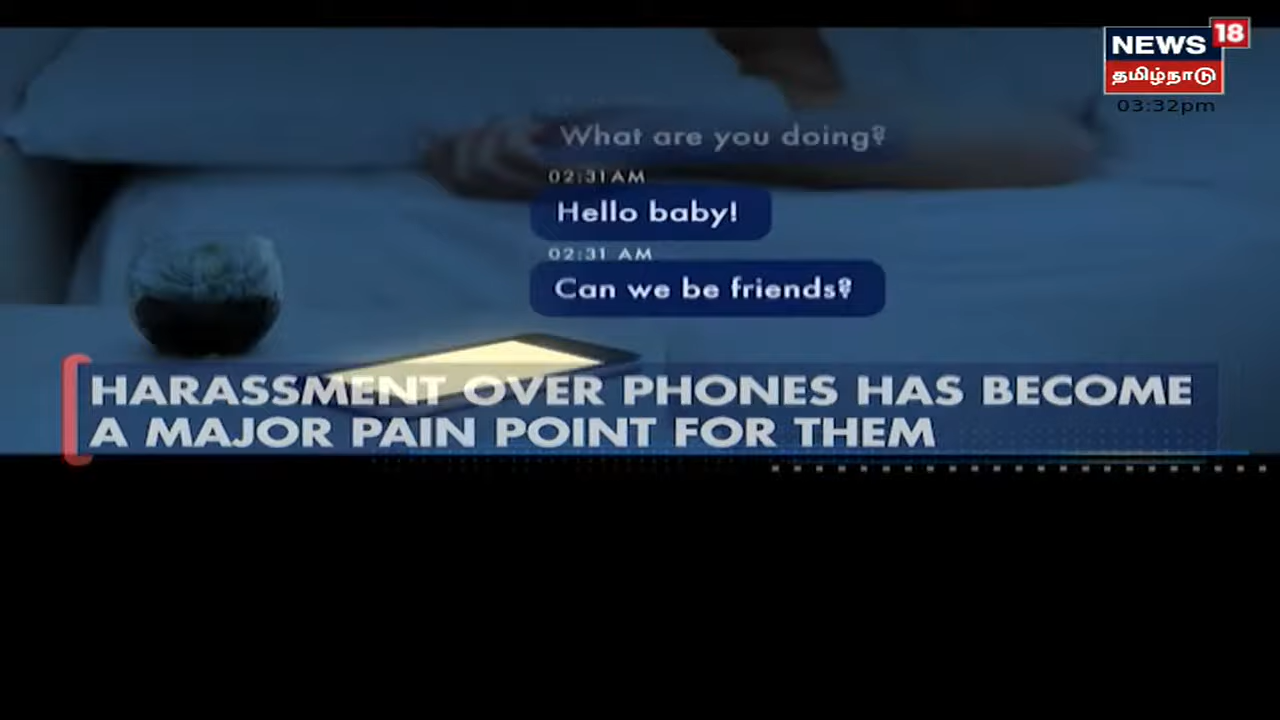 NEWS 18
தமிழ்நாடு
03:32pm
What are you doing?
02:31AM
Hello baby!
02:31 AM
Can we be friends?
HARASSMENT OVER PHONES HAS BECOME
A MAJOR PAIN POINT FOR THEM